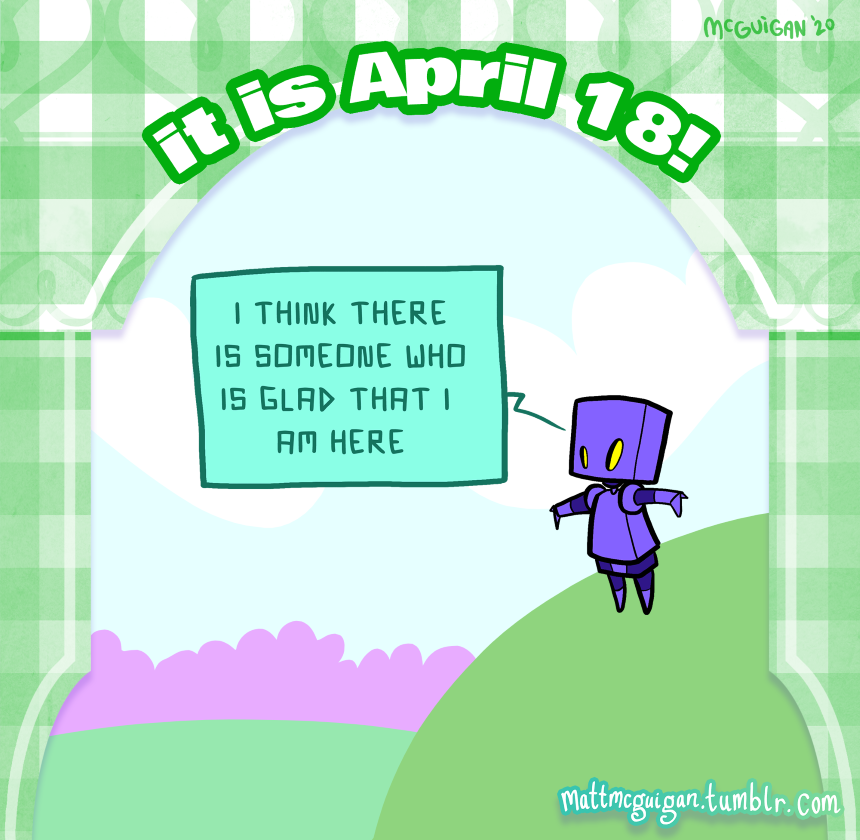 McGUiGAN '20
it is April 18!
I THINK THERE
IS SOMEONE WHO
IS GLAD THAT I
AM HERE
mattmcguigan.tumblr.com